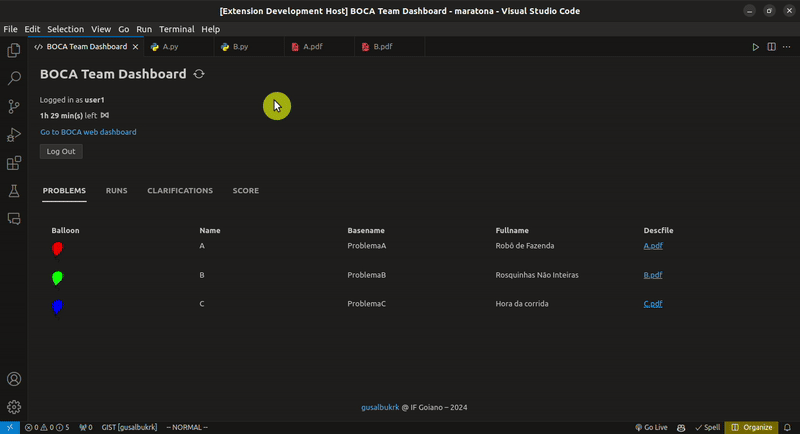 [Extension Development Host] BOCA Team Dashboard - maratona - Visual Studio Code
File Edit Selection View Go Run Terminal Help
BOCA Team Dashboard A.py B.py A.pdf B.pdf
BOCA Team Dashboard
Logged in as user1
1h 29 min(s) left
Go to BOCA web dashboard
Log Out
PROBLEMS RUNS CLARIFICATIONS SCORE
Balloon Name Basename Fullname Descfile
A ProblemaA Robô de Fazenda A.pdf
B ProblemaB Rosquinhas Não Inteiras B.pdf
C ProblemaC Hora da corrida C.pdf
gusalbukrk @ IF Goiano – 2024
0 0 5 0 GIST [gusalbukrk] -- NORMAL -- Go Live Spell Organize